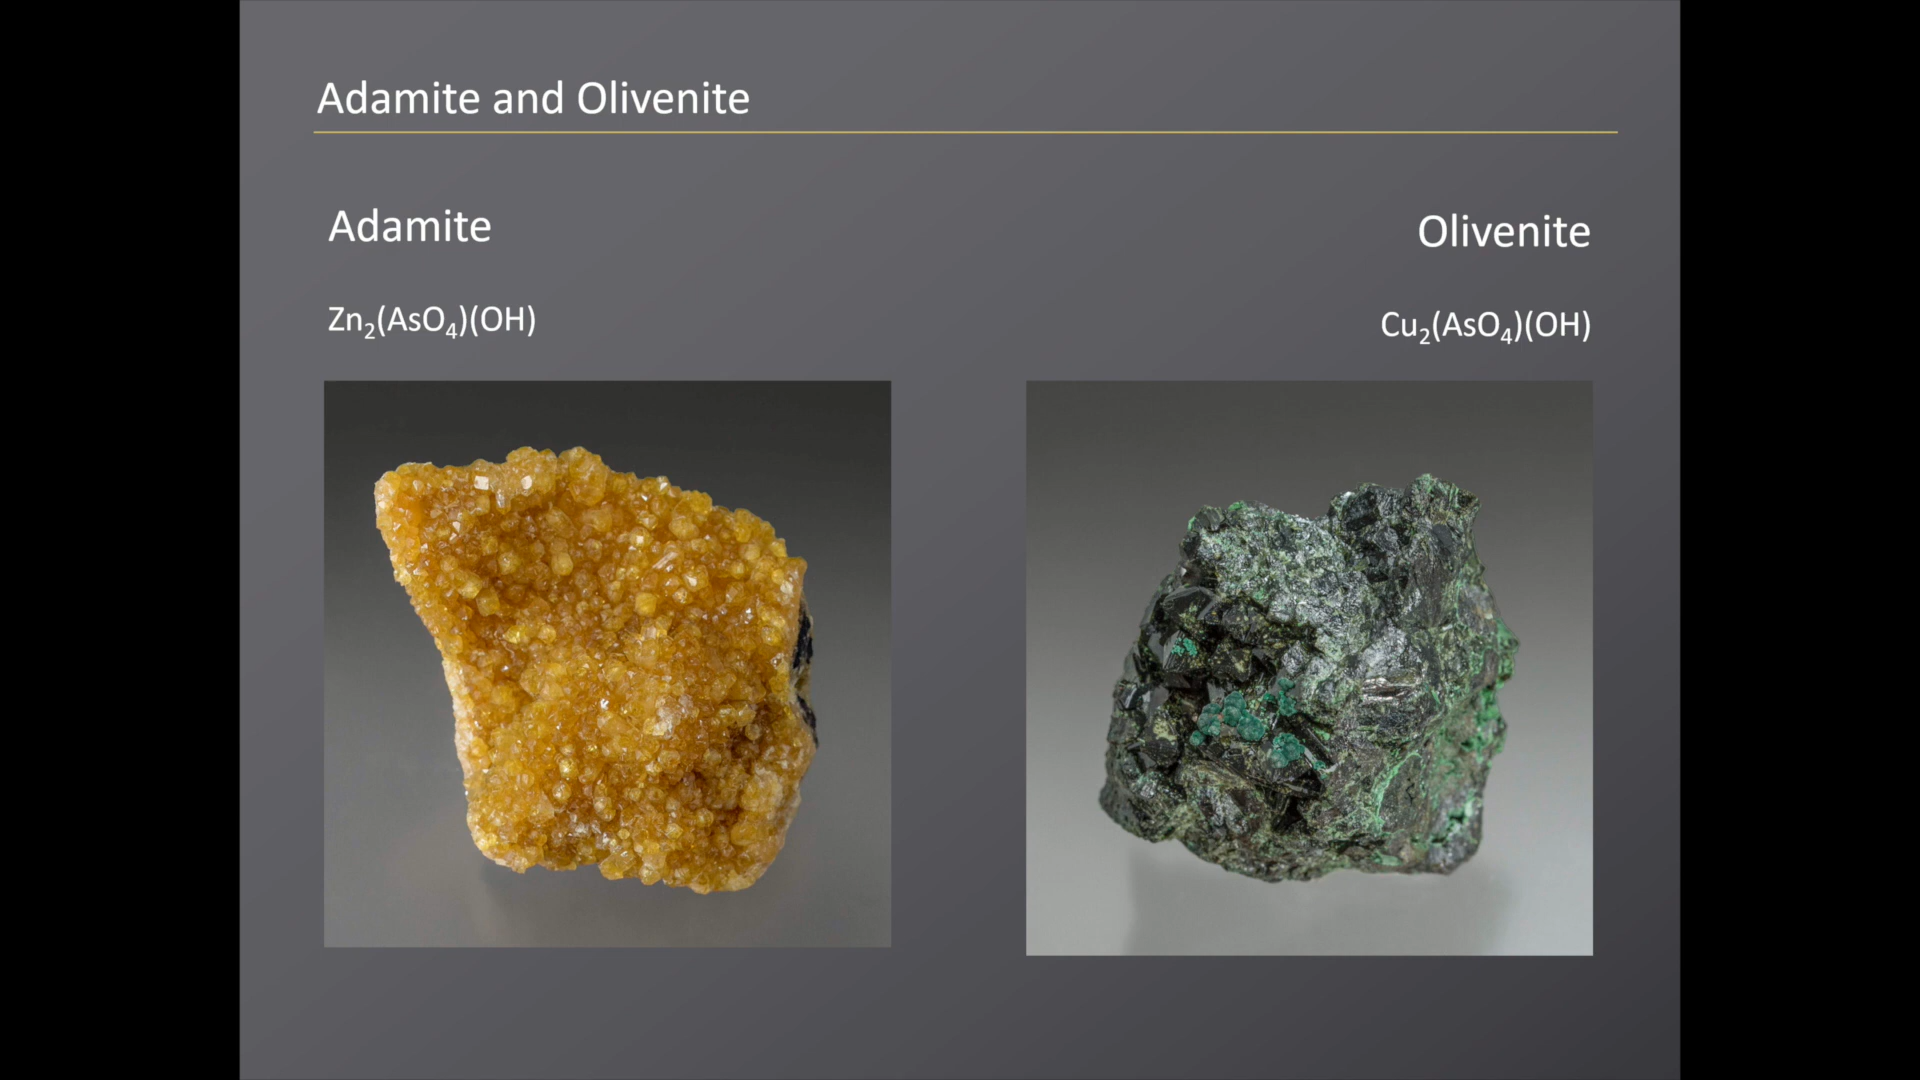 Adamite and Olivenite
Adamite
Olivenite
Zn₂(AsO₄)(OH)
Cu₂(AsO₄)(OH)